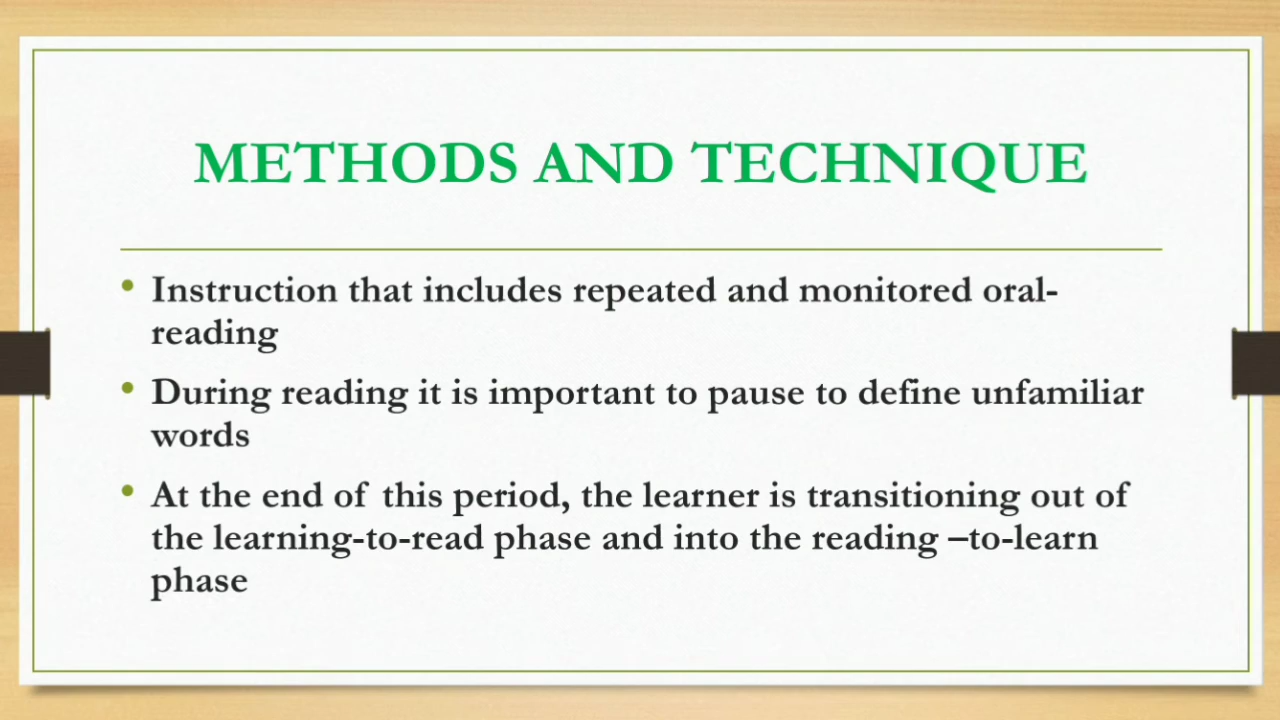 METHODS AND TECHNIQUE
• Instruction that includes repeated and monitored oral-
reading
• During reading it is important to pause to define unfamiliar
words
• At the end of this period, the learner is transitioning out of
the learning-to-read phase and into the reading –to-learn
phase